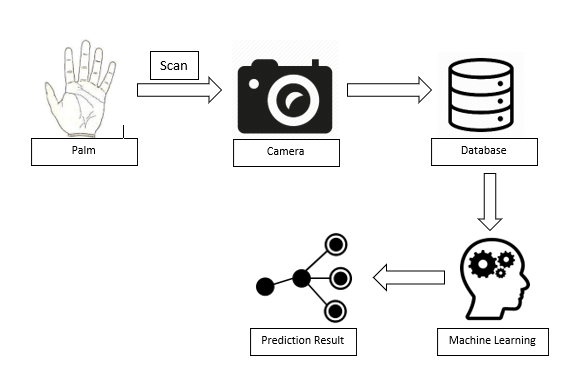 Scan
Palm
Camera
Database
Prediction Result
Machine Learning